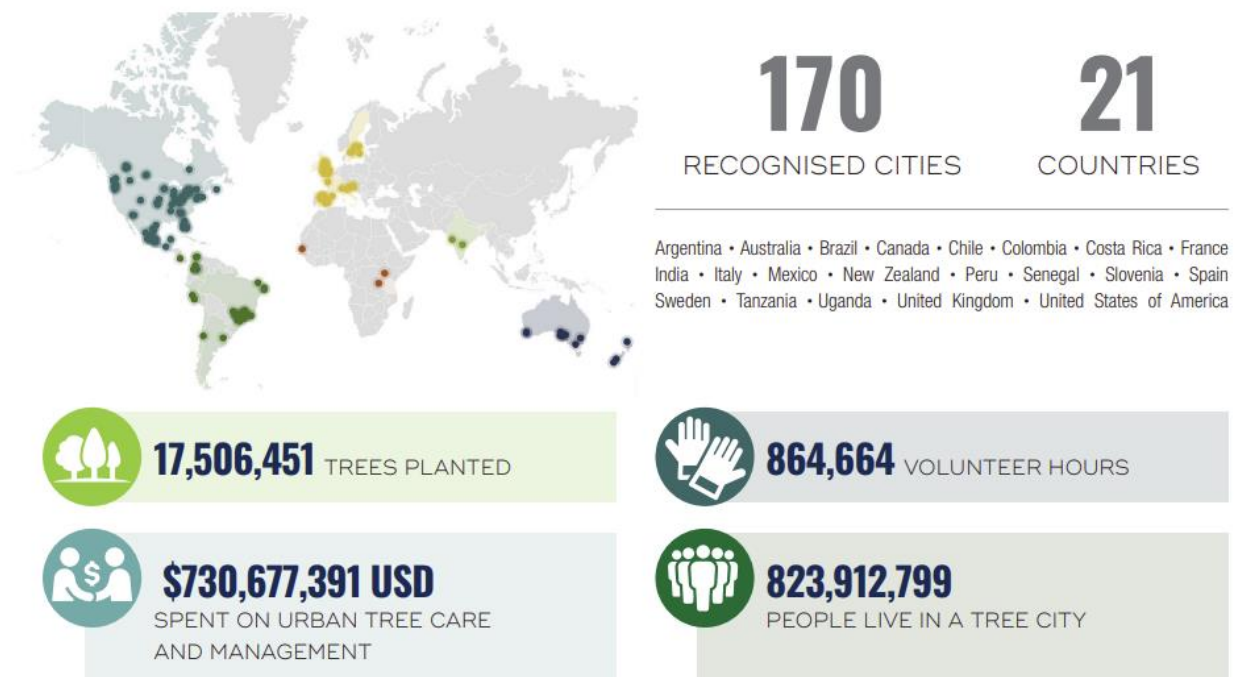 170
RECOGNISED CITIES
21
COUNTRIES
Argentina • Australia • Brazil • Canada • Chile • Colombia • Costa Rica • France
India • Italy • Mexico • New Zealand • Peru • Senegal • Slovenia • Spain
Sweden • Tanzania • Uganda • United Kingdom • United States of America
17,506,451 TREES PLANTED
864,664 VOLUNTEER HOURS
$
$730,677,391 USD
SPENT ON URBAN TREE CARE
AND MANAGEMENT
823,912,799
PEOPLE LIVE IN A TREE CITY